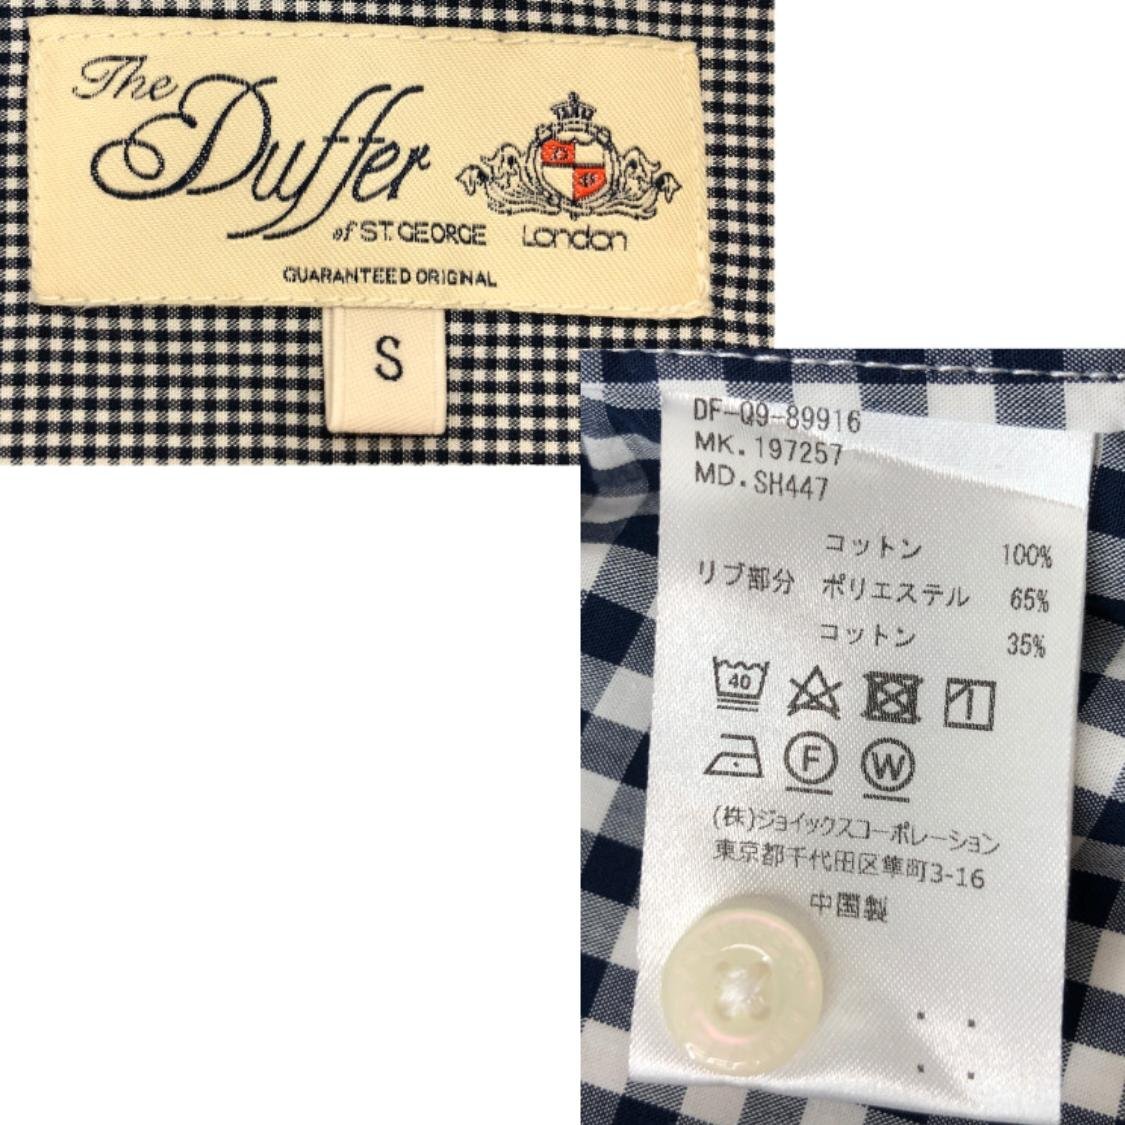 The
Duffer
of ST. GEORGE London
GUARANTEED ORIGINAL
S
DF-Q9-89916
MK.197257
MD.SH447
コットン 100%
リブ部分 ポリエステル 65%
コットン 35%
40
F W
(株)ジョイックスコーポレーション
東京都千代田区隼町3-16
中国製